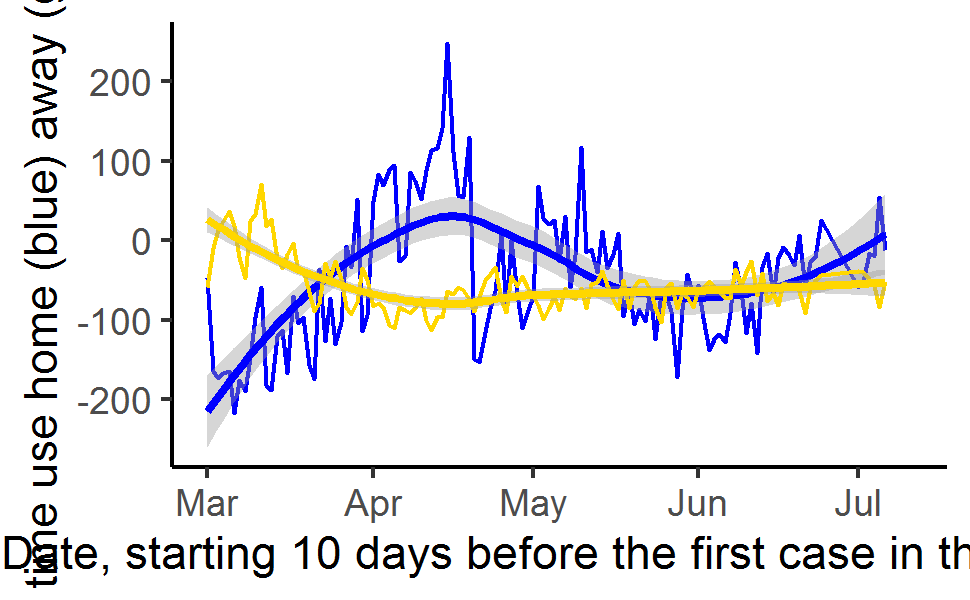 time use home (blue) away (
200
100
0
-100
-200
Mar Apr May Jun Jul
Date, starting 10 days before the first case in th